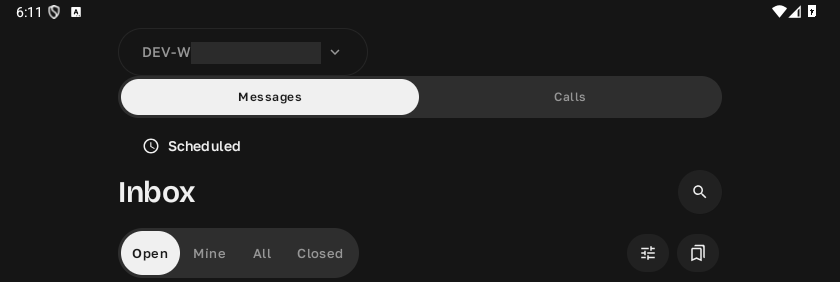 6:11 A
DEV-W
Messages Calls
Scheduled
Inbox
Open Mine All Closed